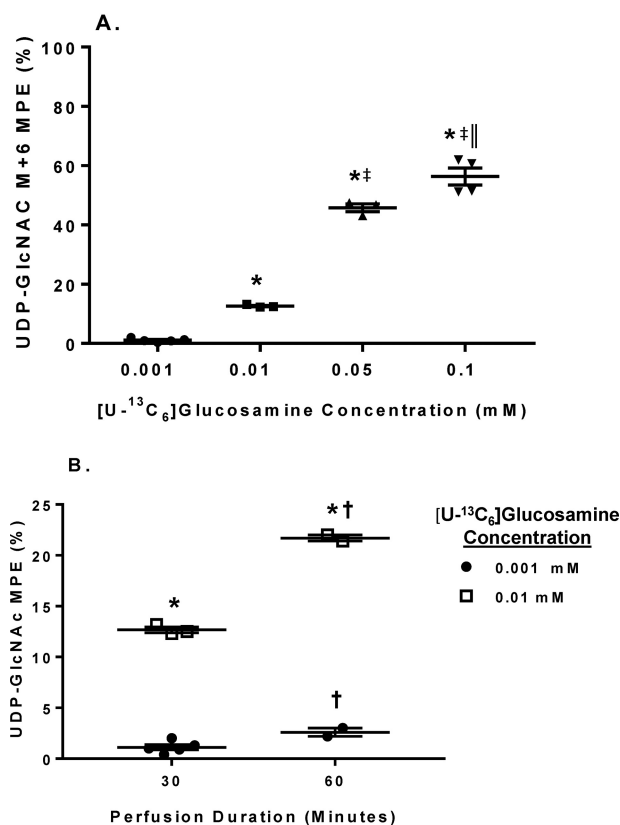 A.
UDP-GlcNAC M+6 MPE (%)
100
80
60
40
20
0
*
*‡
*‡||
0.001 0.01 0.05 0.1
[U-¹³C₆]Glucosamine Concentration (mM)
B.
UDP-GlcNAc MPE (%)
25
20
15
10
5
0
*
*†
†
30 60
Perfusion Duration (Minutes)
[U-¹³C₆]Glucosamine
Concentration
0.001 mM
0.01 mM